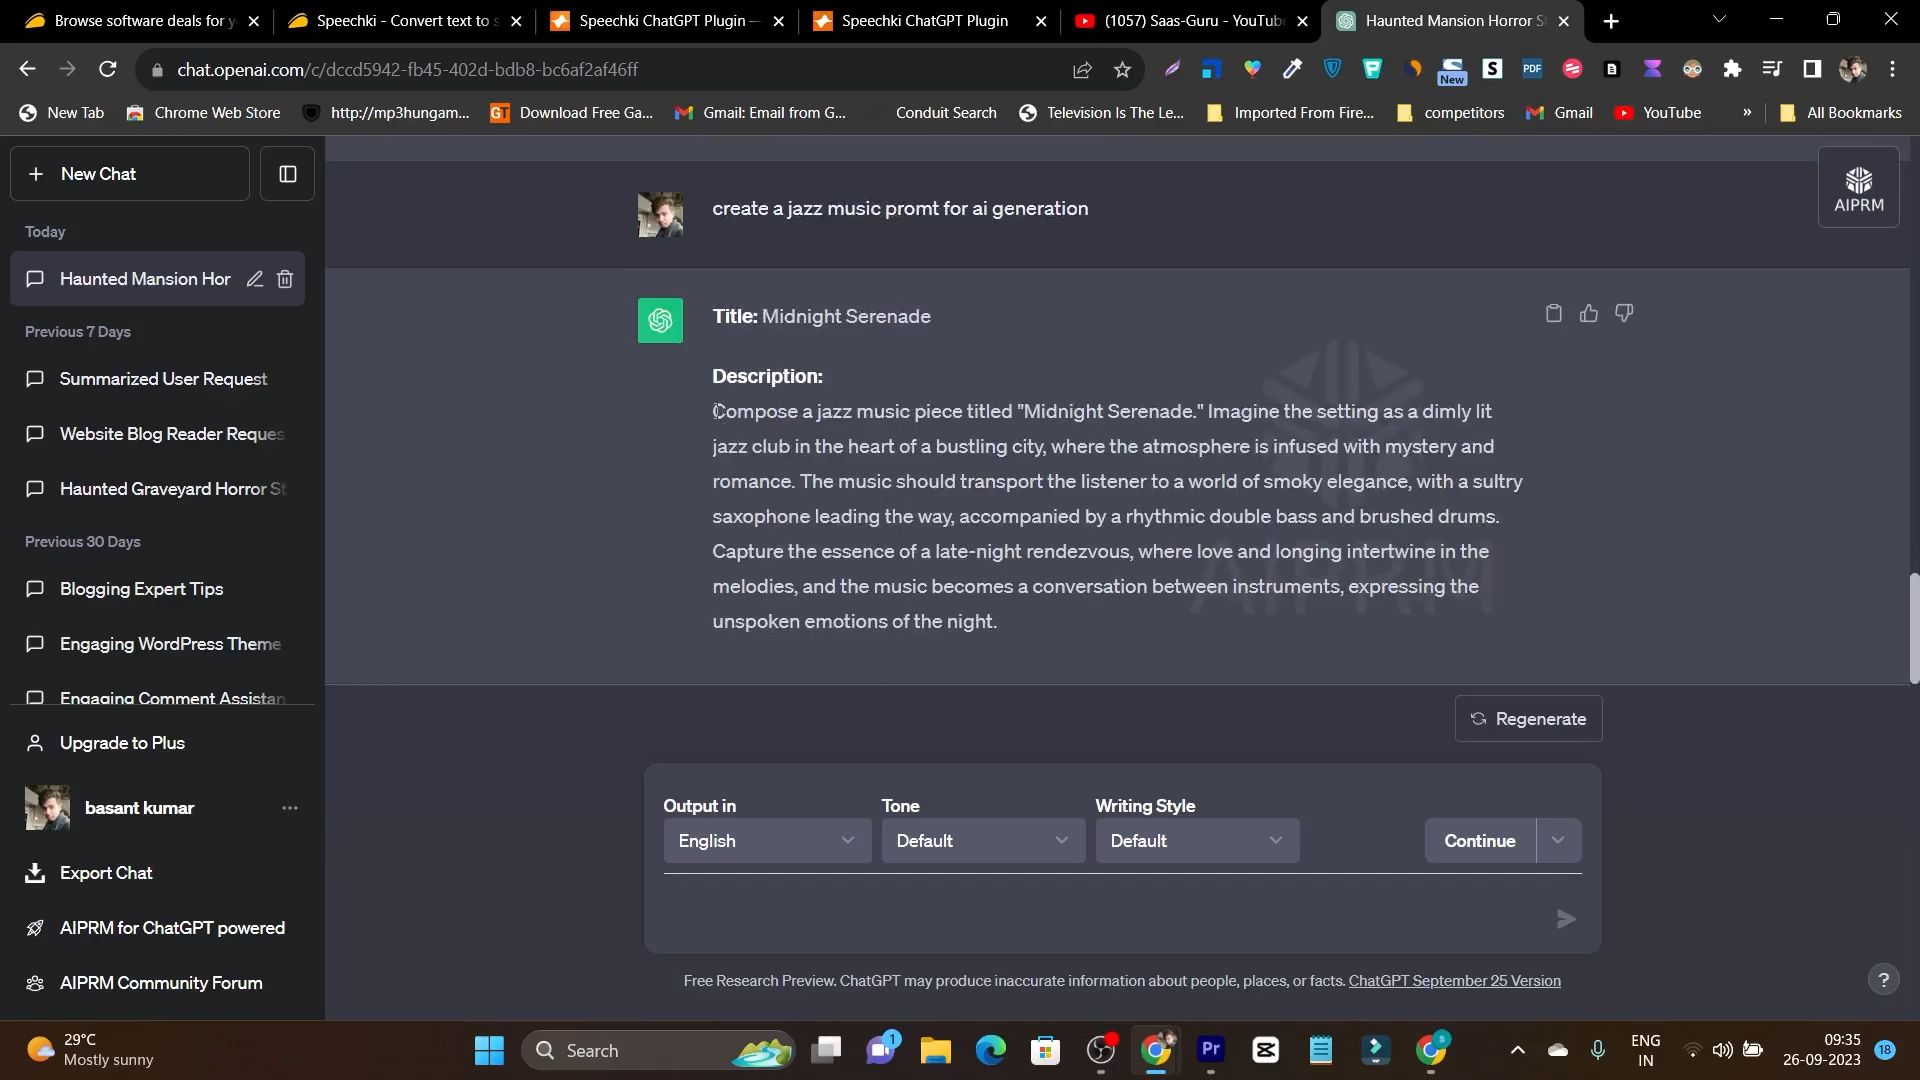 Browse software deals for y
Speechki - Convert text to s
Speechki ChatGPT Plugin –
Speechki ChatGPT Plugin
(1057) Saas-Guru - YouTube
Haunted Mansion Horror S
chat.openai.com/c/dccd5942-fb45-402d-bdb8-bc6af2af46ff
New
PDF
New Tab
Chrome Web Store
http://mp3hungam...
GT
Download Free Ga...
Gmail: Email from G...
Conduit Search
Television Is The Le...
Imported From Fire...
competitors
Gmail
YouTube
»
All Bookmarks
+ New Chat
Today
Haunted Mansion Hor
Previous 7 Days
Summarized User Request
Website Blog Reader Reques
Haunted Graveyard Horror St
Previous 30 Days
Blogging Expert Tips
Engaging WordPress Theme
Engaging Comment Assistan
Upgrade to Plus
basant kumar
Export Chat
AIPRM for ChatGPT powered
AIPRM Community Forum
AIPRM
create a jazz music promt for ai generation
Title: Midnight Serenade
Description:
Compose a jazz music piece titled "Midnight Serenade." Imagine the setting as a dimly lit
jazz club in the heart of a bustling city, where the atmosphere is infused with mystery and
romance. The music should transport the listener to a world of smoky elegance, with a sultry
saxophone leading the way, accompanied by a rhythmic double bass and brushed drums.
Capture the essence of a late-night rendezvous, where love and longing intertwine in the
melodies, and the music becomes a conversation between instruments, expressing the
unspoken emotions of the night.
AIPRM
Regenerate
Output in
Tone
Writing Style
English
Default
Default
Continue
Free Research Preview. ChatGPT may produce inaccurate information about people, places, or facts. ChatGPT September 25 Version
?
29°C
Mostly sunny
Search
1
Pr
ENG
IN
09:35
26-09-2023
18